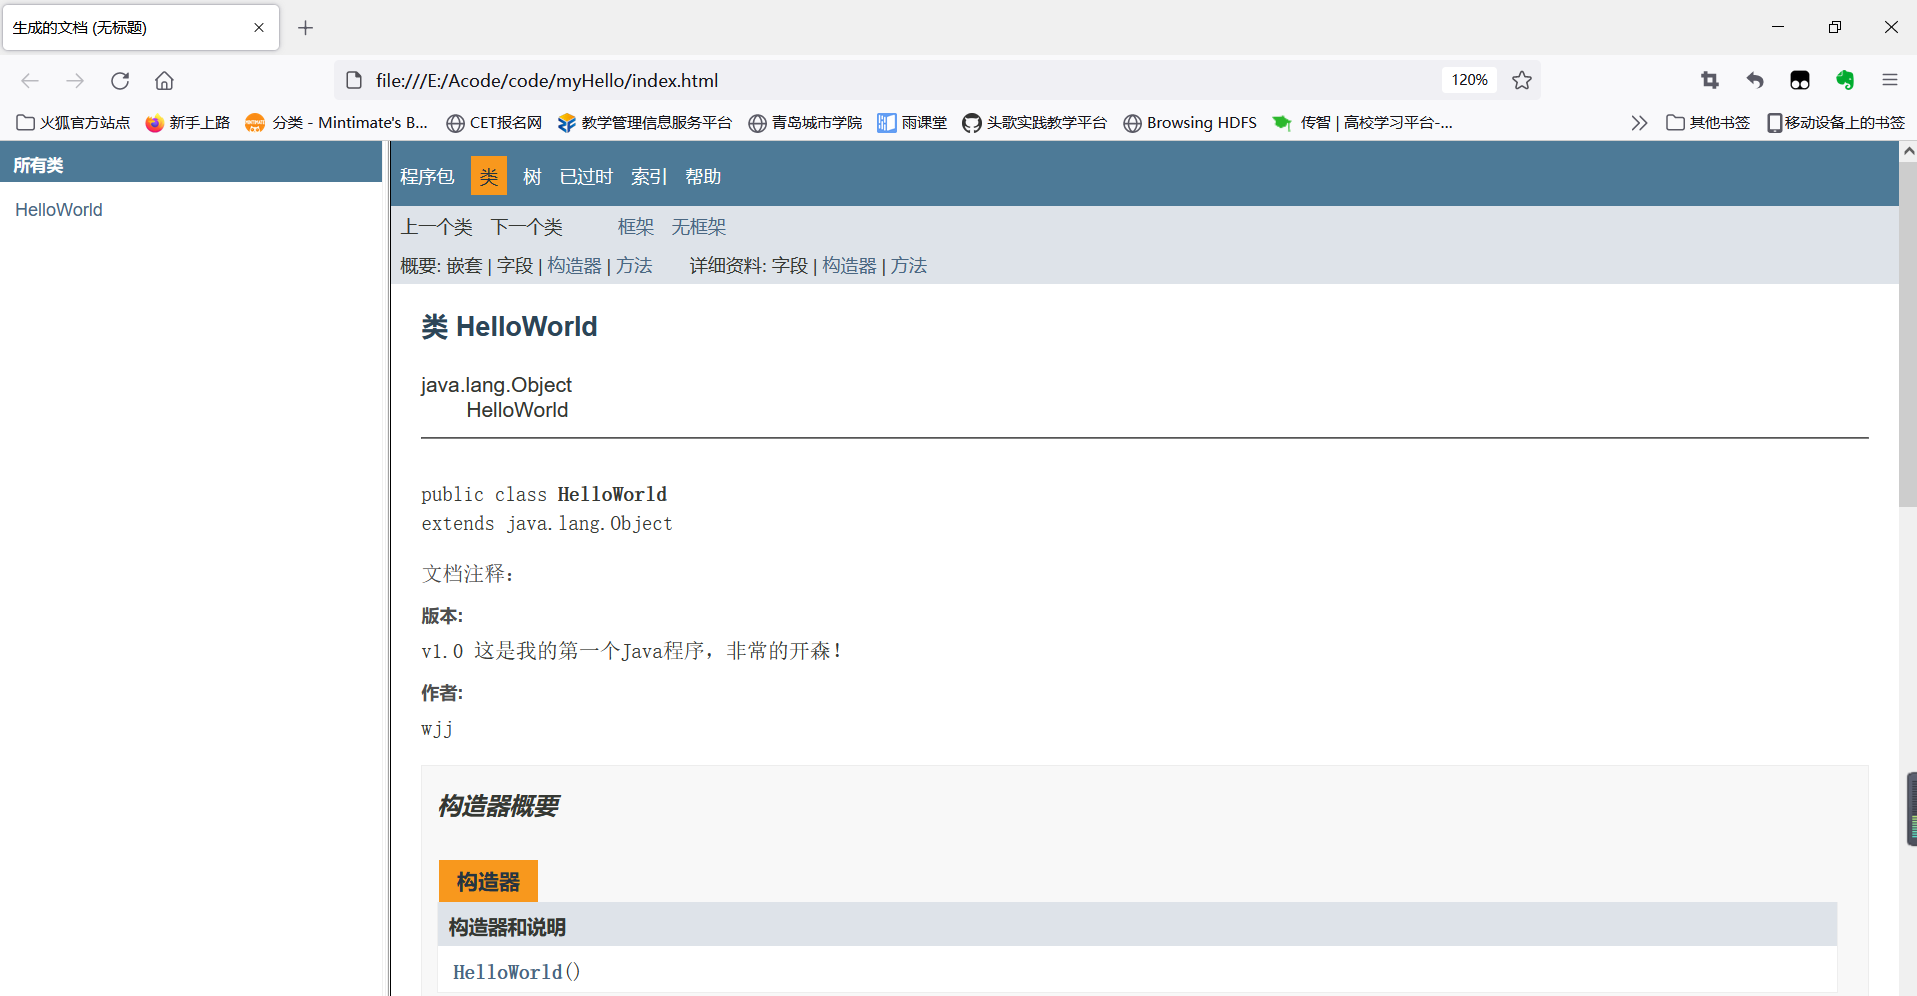 生成的文档 (无标题)
file:///E:/Acode/code/myHello/index.html 120%
火狐官方站点 新手上路 分类 - Mintimate's B... CET报名网 教学管理信息服务平台 青岛城市学院 雨课堂 头歌实践教学平台 Browsing HDFS 传智 | 高校学习平台-... 其他书签 移动设备上的书签
所有类
HelloWorld
程序包 类 树 已过时 索引 帮助
上一个类 下一个类 框架 无框架
概要: 嵌套 | 字段 | 构造器 | 方法 详细资料: 字段 | 构造器 | 方法
类 HelloWorld
java.lang.Object
HelloWorld
public class HelloWorld
extends java.lang.Object
文档注释：
版本:
v1.0 这是我的第一个Java程序，非常的开森！
作者:
wjj
构造器概要
构造器
构造器和说明
HelloWorld()